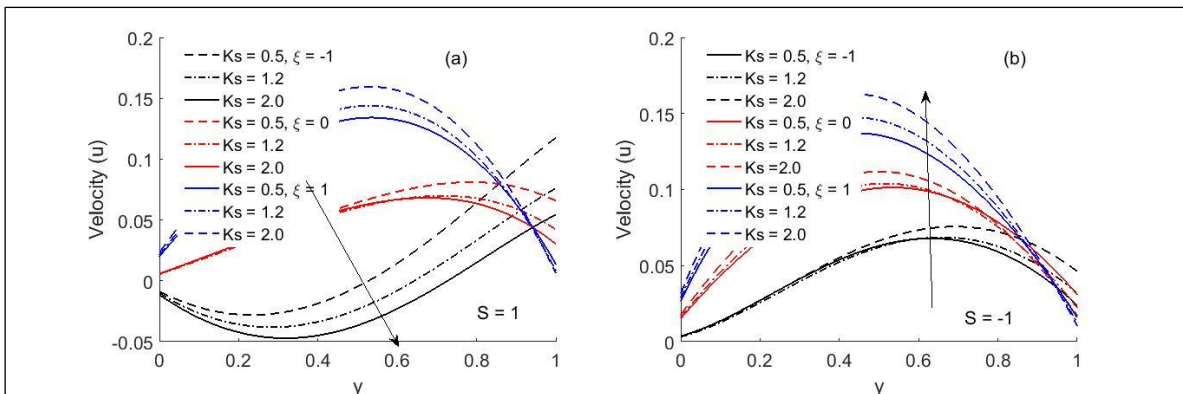 (a)
Velocity (u)
0.2
0.15
0.1
0.05
0
-0.05
Ks = 0.5, ξ = -1
Ks = 1.2
Ks = 2.0
Ks = 0.5, ξ = 0
Ks = 1.2
Ks = 2.0
Ks = 0.5, ξ = 1
Ks = 1.2
Ks = 2.0
S = 1
0 0.2 0.4 0.6 0.8 1
y
(b)
Velocity (u)
0.2
0.15
0.1
0.05
0
Ks = 0.5, ξ = -1
Ks = 1.2
Ks = 2.0
Ks = 0.5, ξ = 0
Ks = 1.2
Ks =2.0
Ks = 0.5, ξ = 1
Ks = 1.2
Ks = 2.0
S = -1
0 0.2 0.4 0.6 0.8 1
y